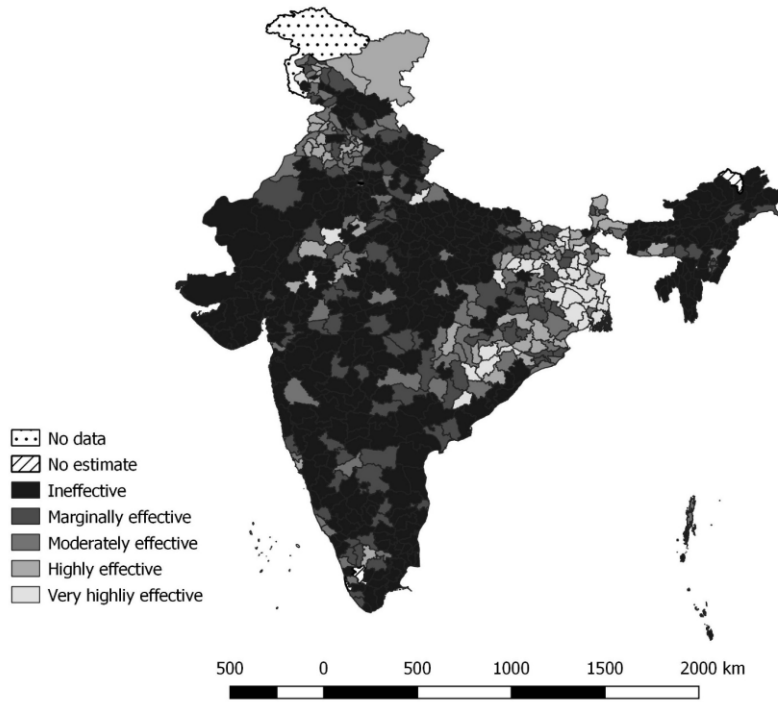 No data
No estimate
Ineffective
Marginally effective
Moderately effective
Highly effective
Very highliy effective
500 0 500 1000 1500 2000 km